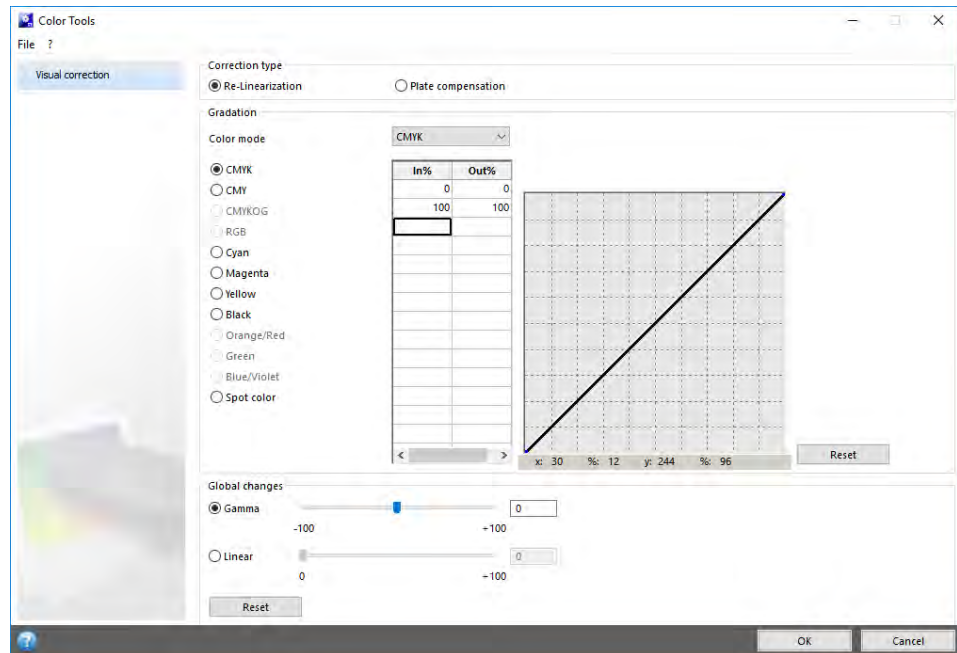 Color Tools
File ?
Visual correction
Correction type
Re-Linearization Plate compensation
Gradation
Color mode CMYK
CMYK
CMY
CMYKOG
RGB
Cyan
Magenta
Yellow
Black
Orange/Red
Green
Blue/Violet
Spot color
In% Out%
0 0
100 100
x: 30 %: 12 y: 244 %: 96
Reset
Global changes
Gamma 0
-100 +100
Linear 0
0 +100
Reset
?
OK Cancel